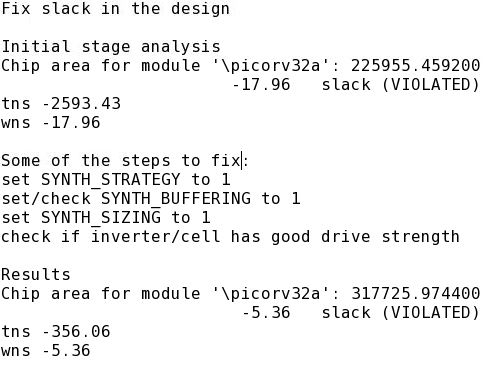 Fix slack in the design
Initial stage analysis
Chip area for module '\picorv32a': 225955.459200
-17.96 slack (VIOLATED)
tns -2593.43
wns -17.96
Some of the steps to fix:
set SYNTH_STRATEGY to 1
set/check SYNTH_BUFFERING to 1
set SYNTH_SIZING to 1
check if inverter/cell has good drive strength
Results
Chip area for module '\picorv32a': 317725.974400
-5.36 slack (VIOLATED)
tns -356.06
wns -5.36